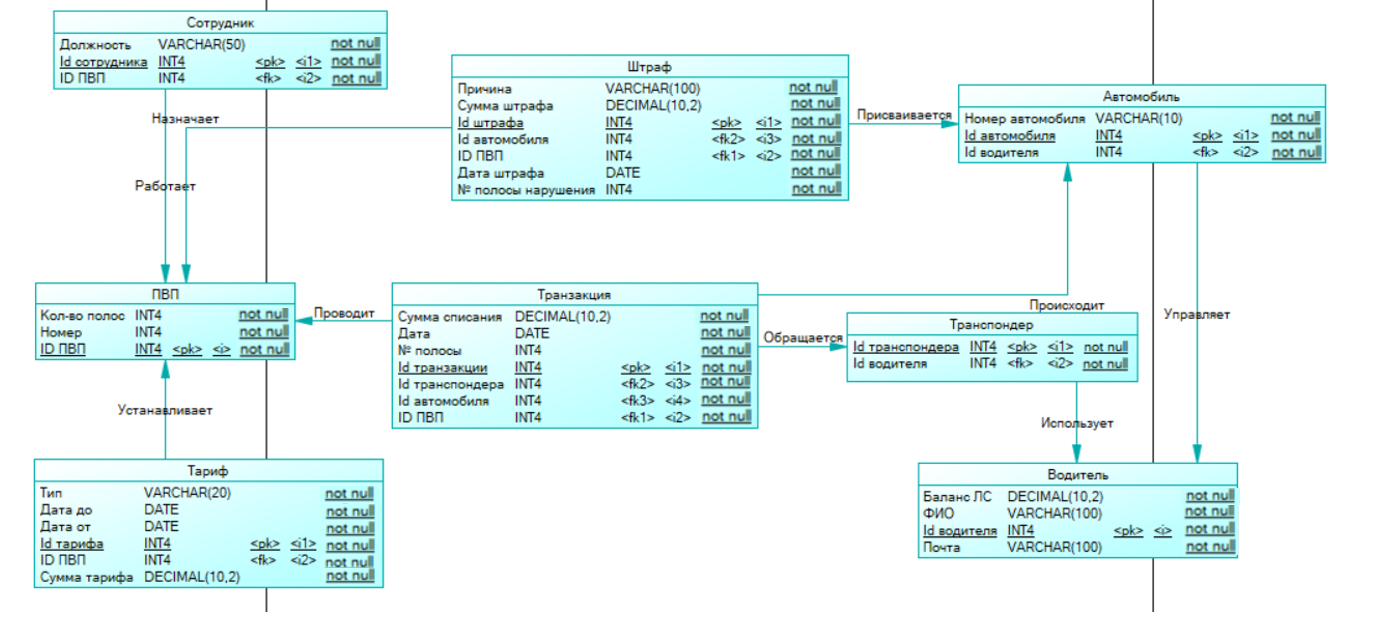 Сотрудник
Должность VARCHAR(50) not null
Id сотрудника INT4 <pk> <i1> not null
ID ПВП INT4 <fk> <i2> not null
Штраф
Причина VARCHAR(100) not null
Сумма штрафа DECIMAL(10,2) not null
Id штрафа INT4 <pk> <i1> not null
Id автомобиля INT4 <fk2> <i3> not null
ID ПВП INT4 <fk1> <i2> not null
Дата штрафа DATE not null
№ полосы нарушения INT4 not null
Автомобиль
Номер автомобиля VARCHAR(10) not null
Id автомобиля INT4 <pk> <i1> not null
Id водителя INT4 <fk> <i2> not null
Назначает
Присваивается
Работает
ПВП
Кол-во полос INT4 not null
Номер INT4 not null
ID ПВП INT4 <pk> <i> not null
Проводит
Транзакция
Сумма списания DECIMAL(10,2) not null
Дата DATE not null
№ полосы INT4 not null
Id транзакции INT4 <pk> <i1> not null
Id транспондера INT4 <fk2> <i3> not null
Id автомобиля INT4 <fk3> <i4> not null
ID ПВП INT4 <fk1> <i2> not null
Происходит
Управляет
Обращается
Транспондер
Id транспондера INT4 <pk> <i1> not null
Id водителя INT4 <fk> <i2> not null
Устанавливает
Использует
Тариф
Тип VARCHAR(20) not null
Дата до DATE not null
Дата от DATE not null
Id тарифа INT4 <pk> <i1> not null
ID ПВП INT4 <fk> <i2> not null
Сумма тарифа DECIMAL(10,2) not null
Водитель
Баланс ЛС DECIMAL(10,2) not null
ФИО VARCHAR(100) not null
Id водителя INT4 <pk> <i> not null
Почта VARCHAR(100) not null